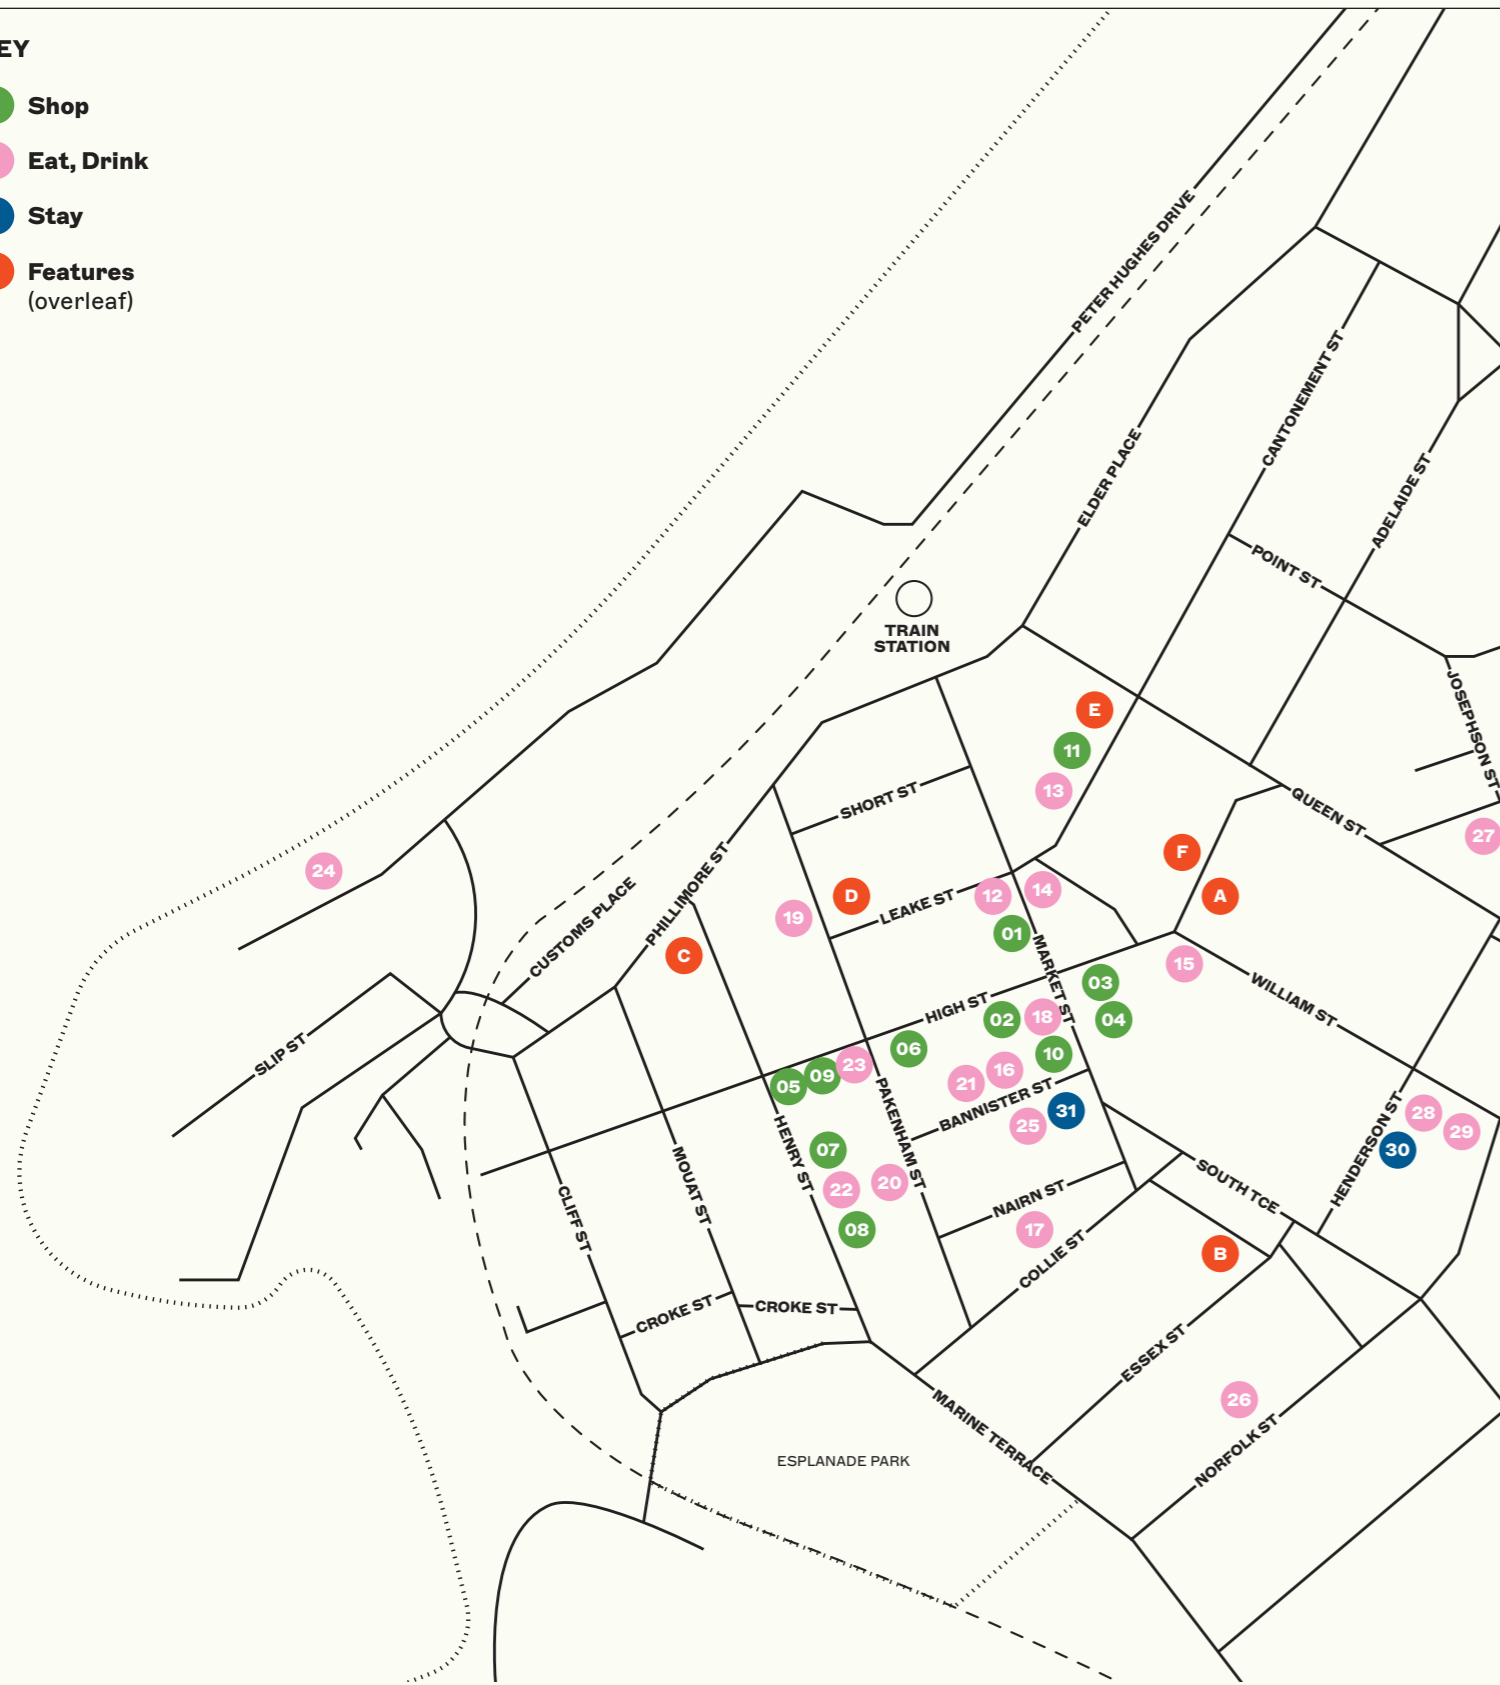 EY
Shop
Eat, Drink
Stay
Features
(overleaf)
PETER HUGHES DRIVE
CANTONEMENT ST
ELDER PLACE
ADELAIDE ST
POINT ST
TRAIN
STATION
JOSEPHSON ST
E
11
13
SHORT ST
QUEEN ST
27
F
24
PHILLIMORE ST
CUSTOMS PLACE
D
A
12
14
19
LEAKE ST
01
C
MARKET ST
15
03
WILLIAM ST
HIGH ST
02
18
04
SLIP ST
06
10
23
09
05
16
21
BANNISTER ST
PAKENHAM ST
31
25
28
29
HENDERSON ST
30
HENRY ST
07
MOUAT ST
22
20
SOUTH TCE
CLIFF ST
NAIRN ST
08
17
COLLIE ST
B
CROKE ST
CROKE ST
ESSEX ST
26
MARINE TERRACE
NORFOLK ST
ESPLANADE PARK